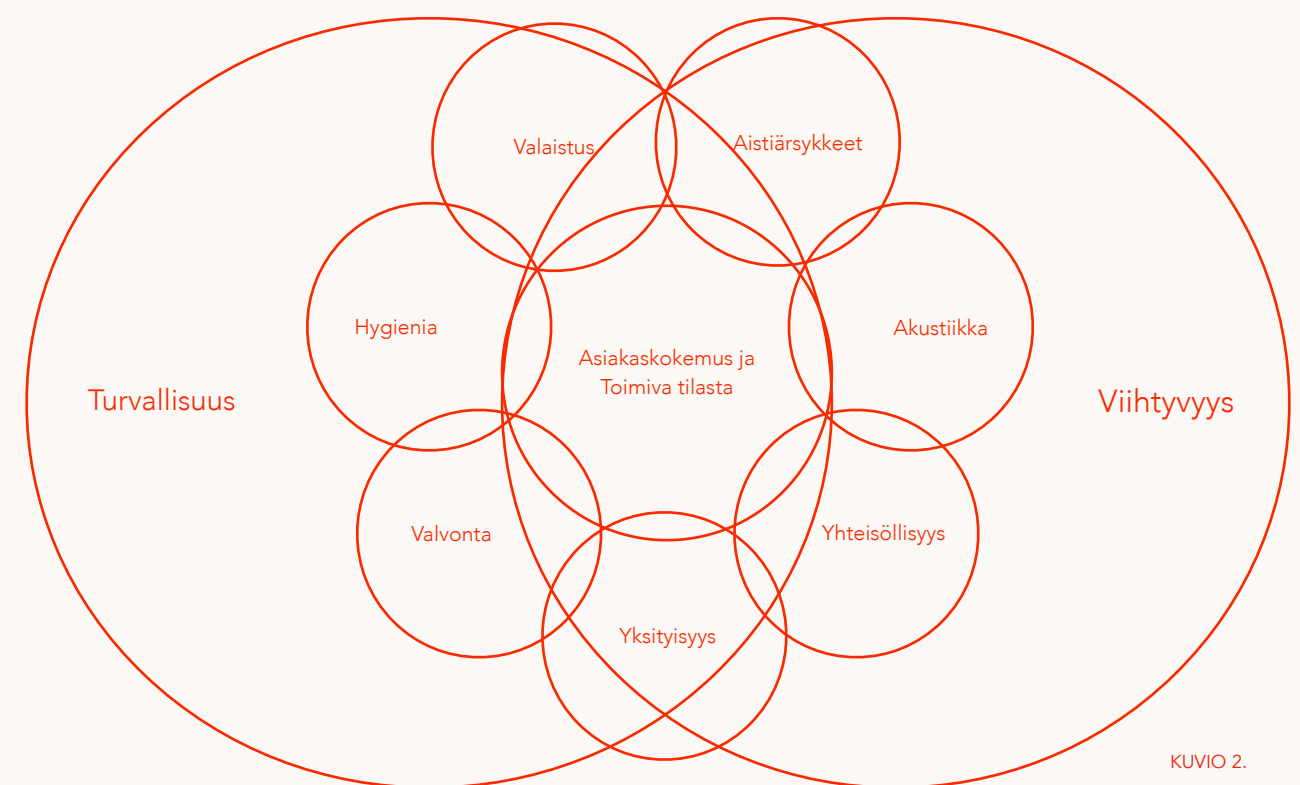 Valaistus
Aistiärsykkeet
Hygienia
Akustiikka
Asiakaskokemus ja
Toimiva tilasta
Turvallisuus
Viihtyvyys
Valvonta
Yhteisöllisyys
Yksityisyys
KUVIO 2.